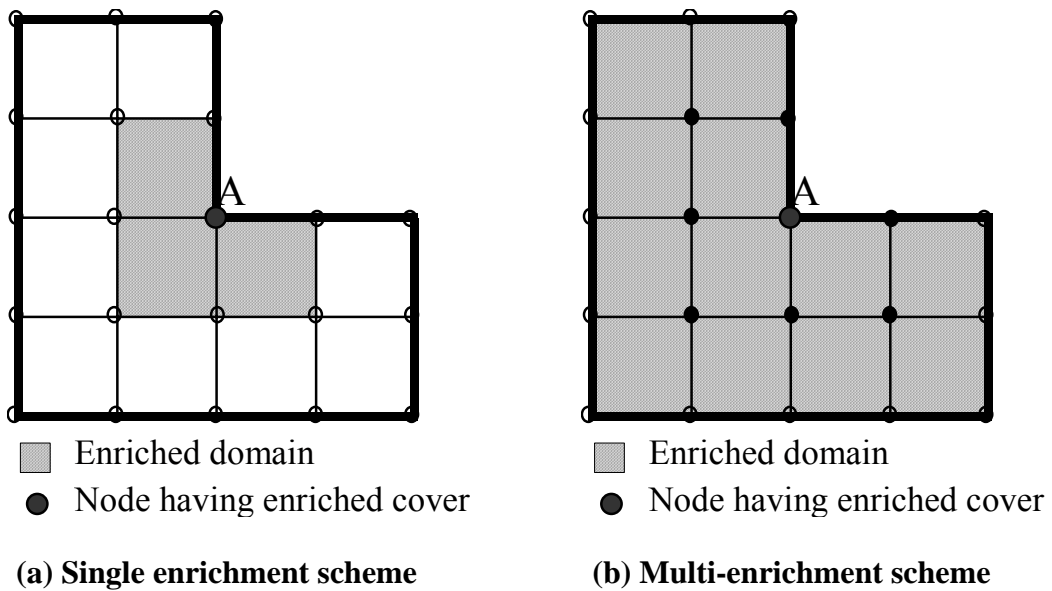 A
Enriched domain
Node having enriched cover
(a) Single enrichment scheme
A
Enriched domain
Node having enriched cover
(b) Multi-enrichment scheme